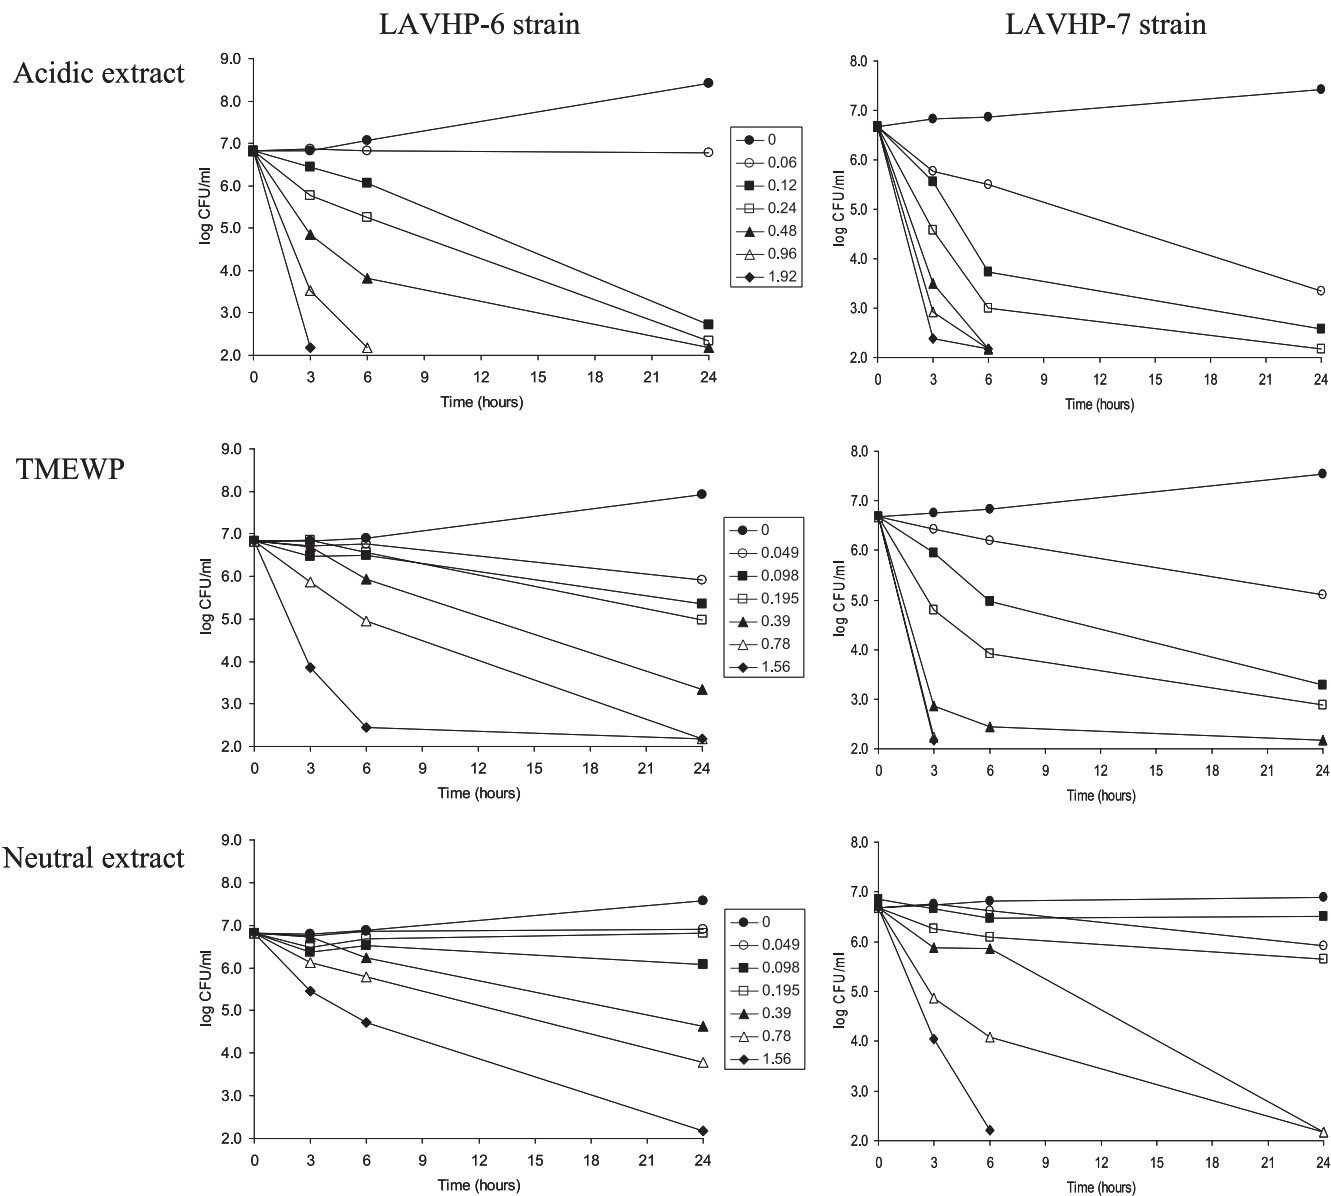 LAVHP-6 strain
LAVHP-7 strain
Acidic extract
9.0
8.0
7.0
6.0
5.0
4.0
3.0
2.0
log CFU/ml
0 3 6 9 12 15 18 21 24
Time (hours)
0
0.06
0.12
0.24
0.48
0.96
1.92
8.0
7.0
6.0
5.0
4.0
3.0
2.0
log CFU/ml
0 3 6 9 12 15 18 21 24
Time (hours)
TMEWP
9.0
8.0
7.0
6.0
5.0
4.0
3.0
2.0
log CFU/ml
0 3 6 9 12 15 18 21 24
Time (hours)
0
0.049
0.098
0.195
0.39
0.78
1.56
8.0
7.0
6.0
5.0
4.0
3.0
2.0
log CFU/ml
0 3 6 9 12 15 18 21 24
Time (hours)
Neutral extract
9.0
8.0
7.0
6.0
5.0
4.0
3.0
2.0
log CFU/ml
0 3 6 9 12 15 18 21 24
Time (hours)
0
0.049
0.098
0.195
0.39
0.78
1.56
8.0
7.0
6.0
5.0
4.0
3.0
2.0
log CFU/ml
0 3 6 9 12 15 18 21 24
Time (hours)